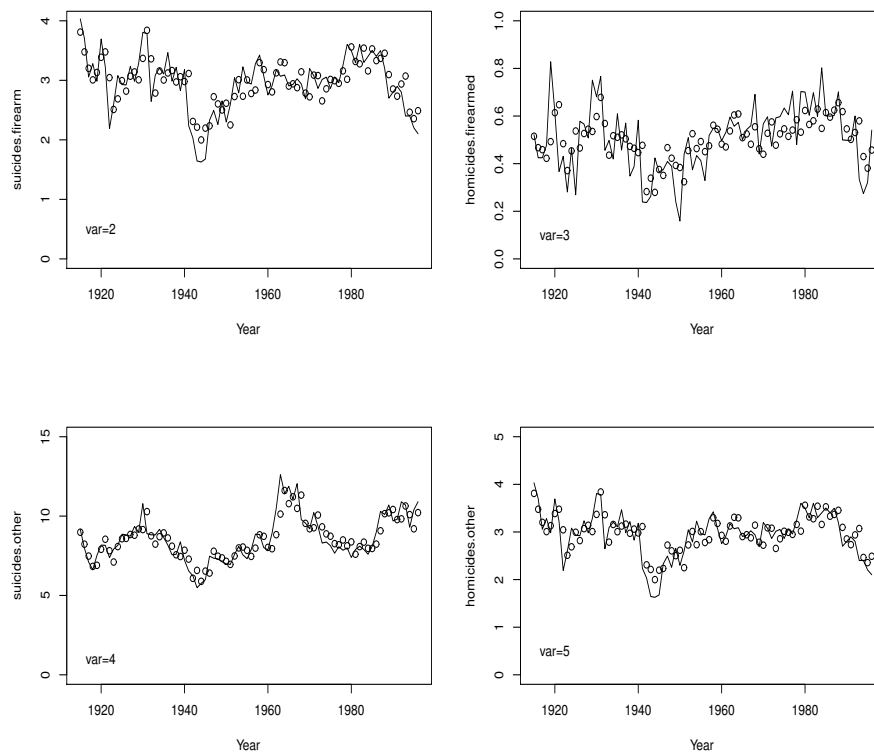 suicides.firearm
4
3
2
1
0
var=2
1920 1940 1960 1980
Year
homicides.firearmed
1.0
0.8
0.6
0.4
0.2
0.0
var=3
1920 1940 1960 1980
Year
suicides.other
15
10
5
0
var=4
1920 1940 1960 1980
Year
homicides.other
5
4
3
2
1
0
var=5
1920 1940 1960 1980
Year